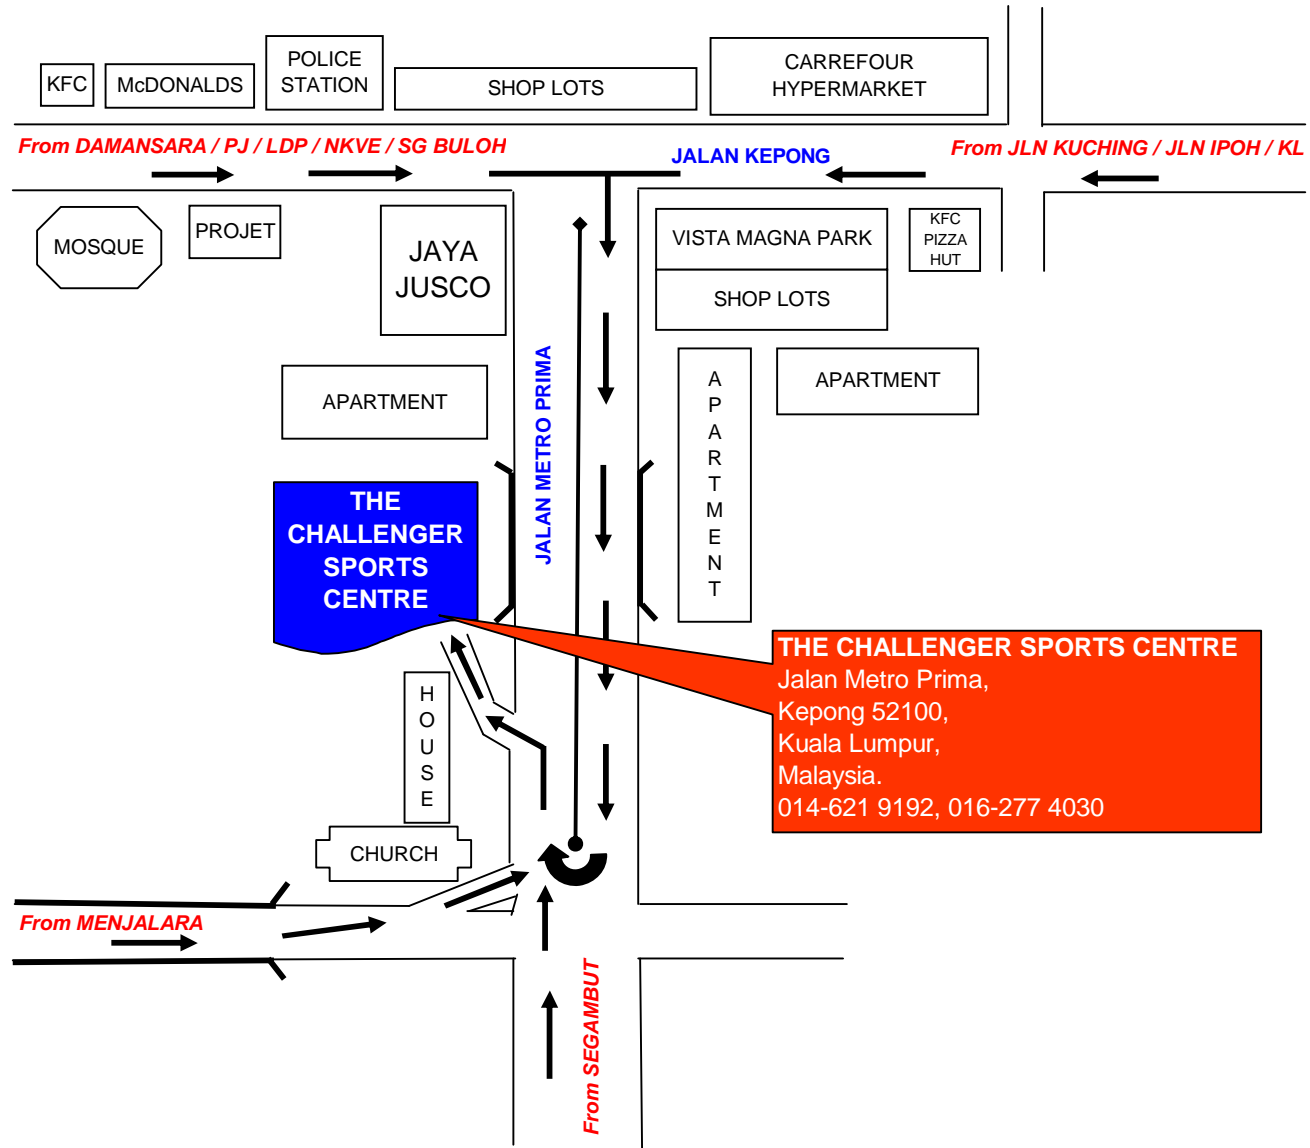 KFC
McDONALDS
POLICE
STATION
SHOP LOTS
CARREFOUR
HYPERMARKET
From DAMANSARA / PJ / LDP / NKVE / SG BULOH
JALAN KEPONG
From JLN KUCHING / JLN IPOH / KL
MOSQUE
PROJET
JAYA
JUSCO
VISTA MAGNA PARK
SHOP LOTS
KFC
PIZZA
HUT
APARTMENT
JALAN METRO PRIMA
APARTMENT
APARTMENT
THE
CHALLENGER
SPORTS
CENTRE
THE CHALLENGER SPORTS CENTRE
Jalan Metro Prima,
Kepong 52100,
Kuala Lumpur,
Malaysia.
014-621 9192, 016-277 4030
HOUSE
CHURCH
From MENJALARA
From SEGAMBUT